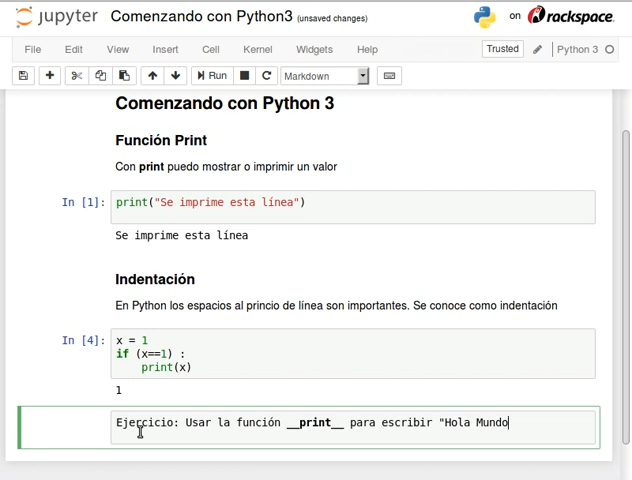 jupyter Comenzando con Python3 (unsaved changes) on rackspace.
File Edit View Insert Cell Kernel Widgets Help Trusted Python 3
Run Markdown
Comenzando con Python 3
Función Print
Con print puedo mostrar o imprimir un valor
In [1]: print("Se imprime esta línea")
Se imprime esta línea
Indentación
En Python los espacios al princio de línea son importantes. Se conoce como indentación
In [4]: x = 1
if (x==1) :
print(x)
1
Ejercicio: Usar la función __print__ para escribir "Hola Mundo